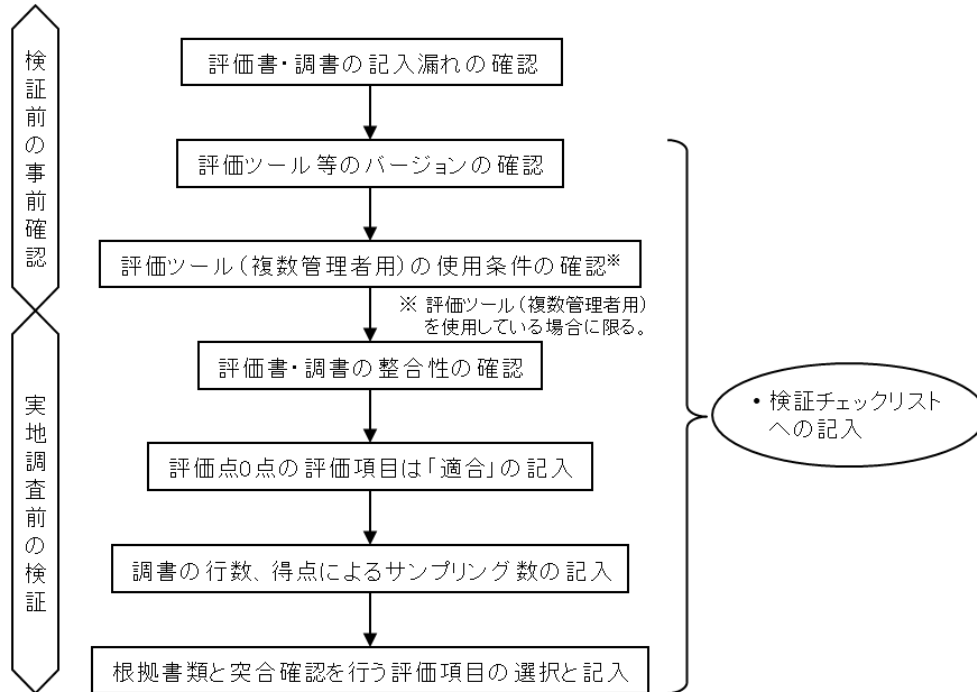 検証前の事前確認
評価書・調書の記入漏れの確認
評価ツール等のバージョンの確認
評価ツール（複数管理者用）の使用条件の確認※
※ 評価ツール（複数管理者用）
を使用している場合に限る。
実地調査前の検証
評価書・調書の整合性の確認
評価点0点の評価項目は「適合」の記入
調書の行数、得点によるサンプリング数の記入
根拠書類と突合確認を行う評価項目の選択と記入
・検証チェックリスト
への記入